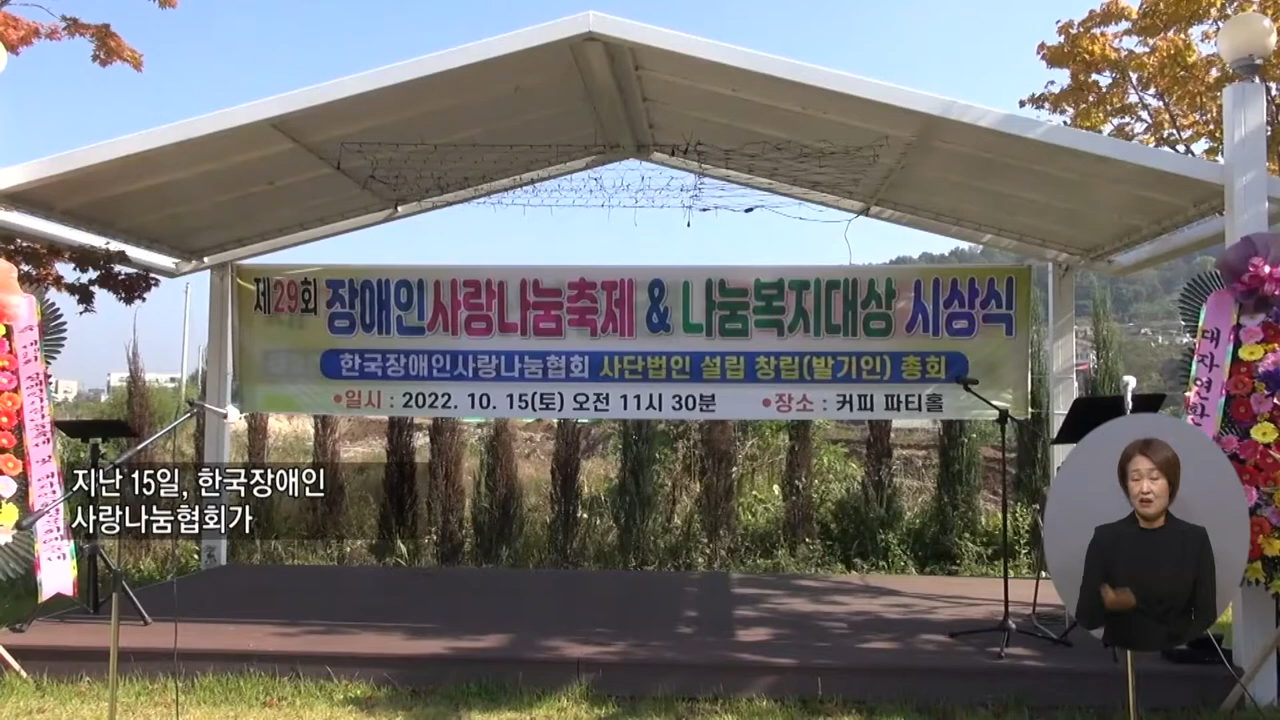 제29회 장애인사랑나눔축제 & 나눔복지대상 시상식
한국장애인사랑나눔협회 사단법인 설립 창립(발기인) 총회
•일시 : 2022. 10. 15(토) 오전 11시 30분 •장소 : 커피 파티홀
대자연환
지난 15일, 한국장애인
사랑나눔협회가